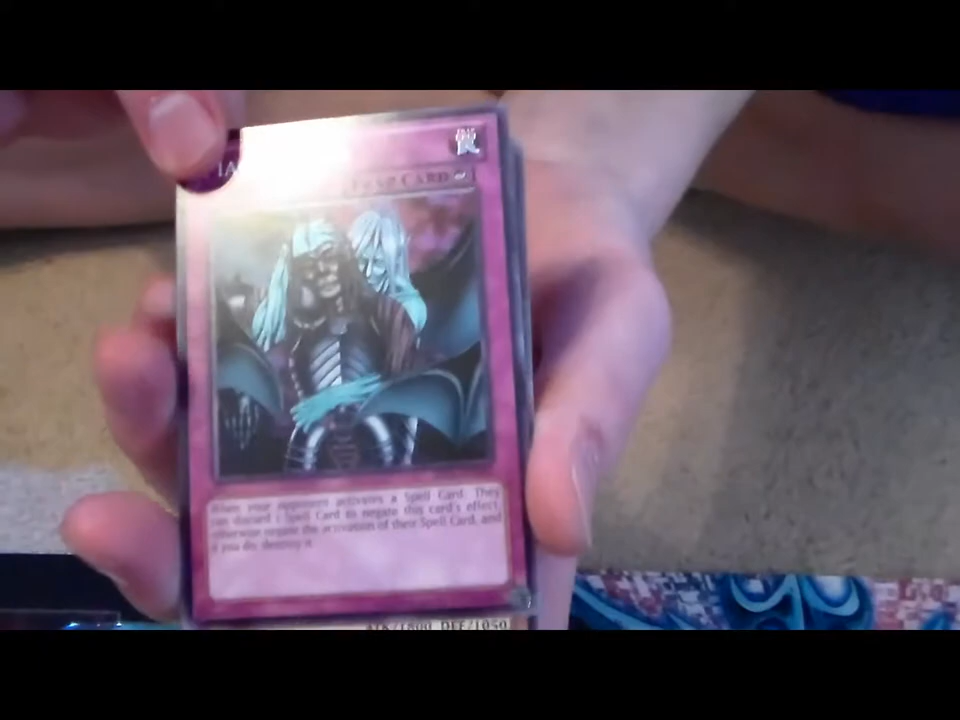 TRAP CARD
When your opponent activates a Spell Card: They
can discard 1 Spell Card to negate this card's effect,
otherwise negate the activation of their Spell Card, and
if you do, destroy it.
ATK/1800 DEF/1050